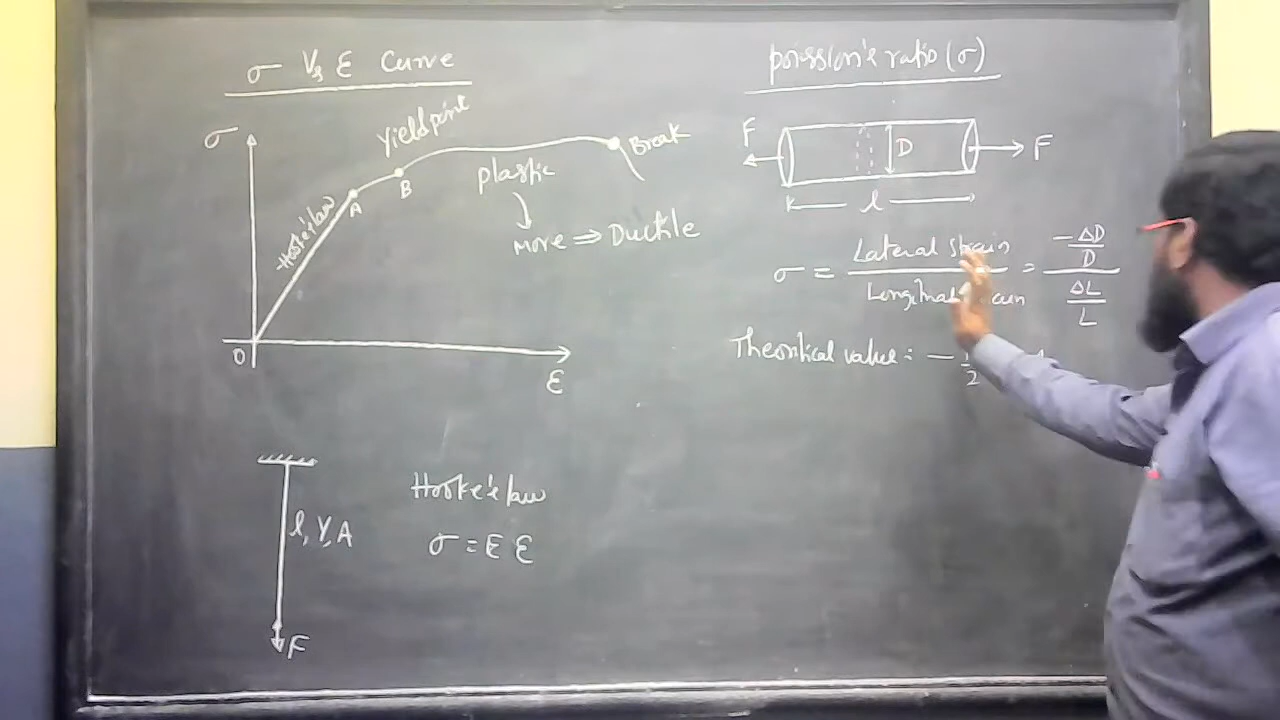 σ Vs ε Curve
σ
Yield point
Break
B
A
Hooke's law
plastic
More ⇒ Ductile
O
ε
l, Y, A
F
Hooke's law
σ = E ε
poission's ratio (σ)
F
D
F
l
σ = Lateral strain / = -ΔD/D / ΔL/L
Theoritical value : -
2